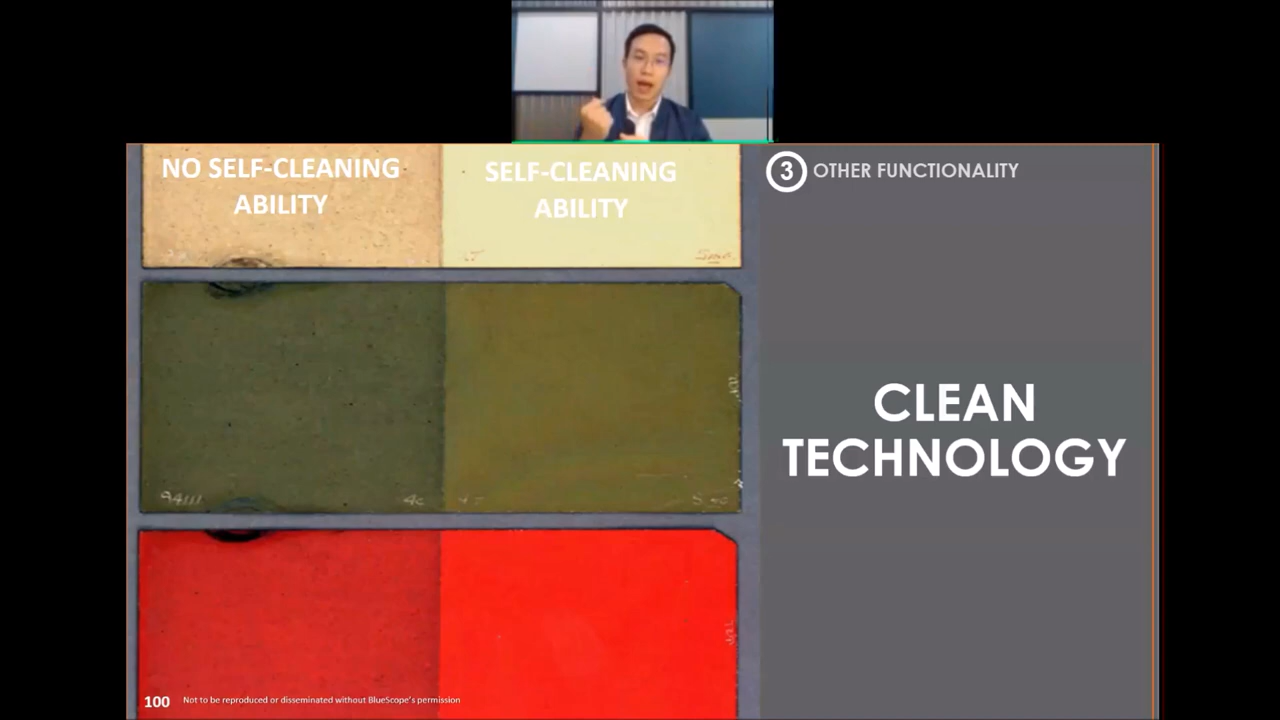 NO SELF-CLEANING
ABILITY
SELF-CLEANING
ABILITY
3 OTHER FUNCTIONALITY
CLEAN
TECHNOLOGY
100 Not to be reproduced or disseminated without BlueScope's permission